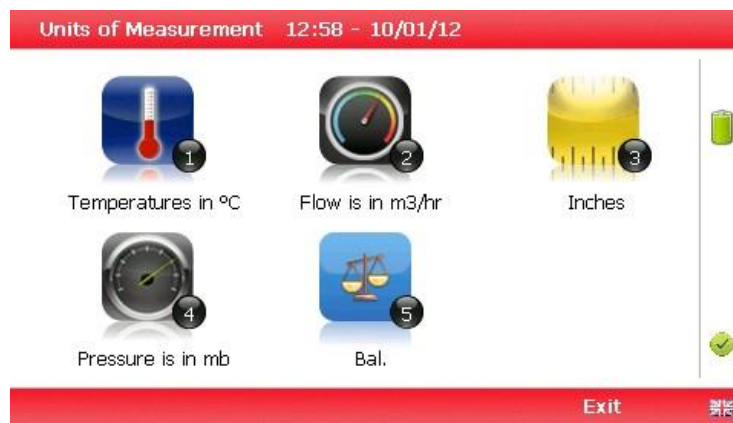 Units of Measurement 12:58 - 10/01/12
1
2
3
Temperatures in ºC
Flow is in m3/hr
Inches
4
5
Pressure is in mb
Bal.
Exit